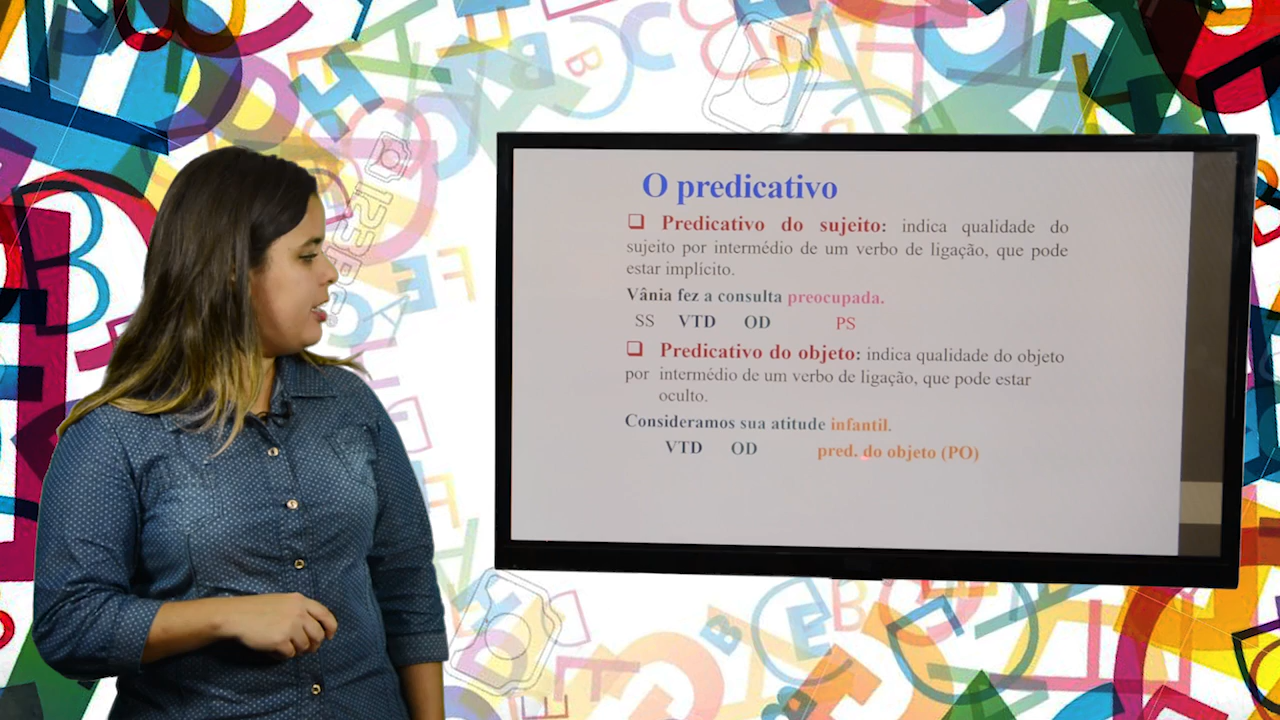 O predicativo
❑ Predicativo do sujeito: indica qualidade do
sujeito por intermédio de um verbo de ligação, que pode
estar implícito.
Vânia fez a consulta preocupada.
SS VTD OD PS
❑ Predicativo do objeto: indica qualidade do objeto
por intermédio de um verbo de ligação, que pode estar
oculto.
Consideramos sua atitude infantil.
VTD OD pred. do objeto (PO)